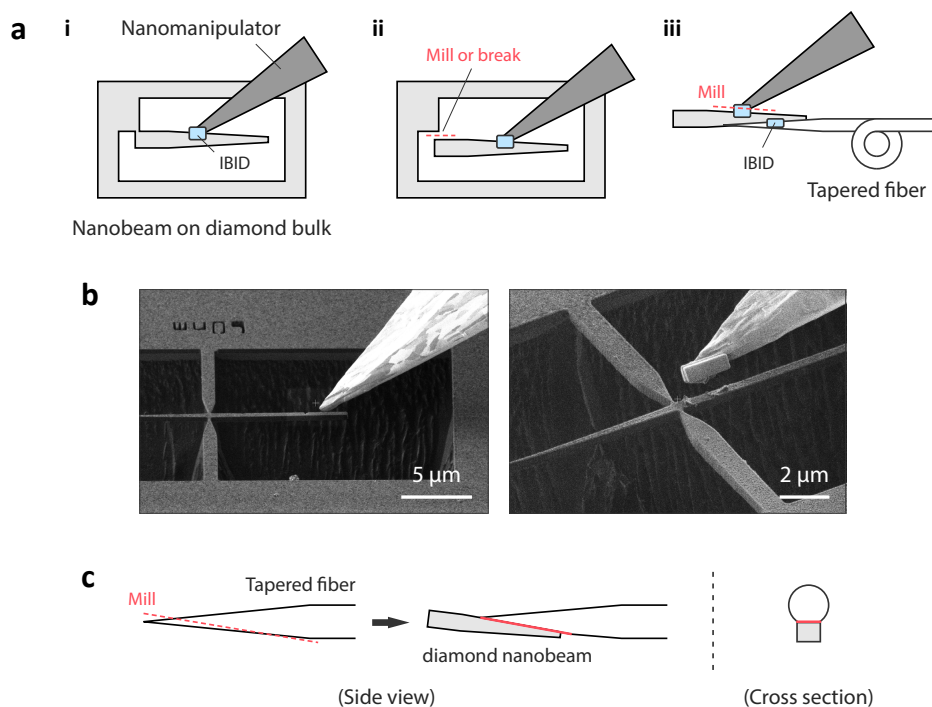 a
i
Nanomanipulator
IBID
Nanobeam on diamond bulk
ii
Mill or break
iii
Mill
IBID
Tapered fiber
b
5 μm
2 μm
c
Mill
Tapered fiber
diamond nanobeam
(Side view)
(Cross section)